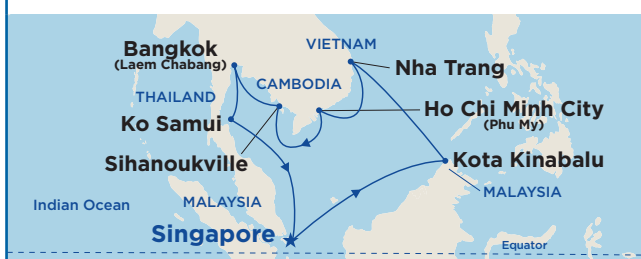 VIETNAM
Bangkok
(Laem Chabang)
Nha Trang
CAMBODIA
THAILAND
Ho Chi Minh City
(Phu My)
Ko Samui
Sihanoukville
Kota Kinabalu
MALAYSIA
MALAYSIA
Indian Ocean
Singapore
Equator